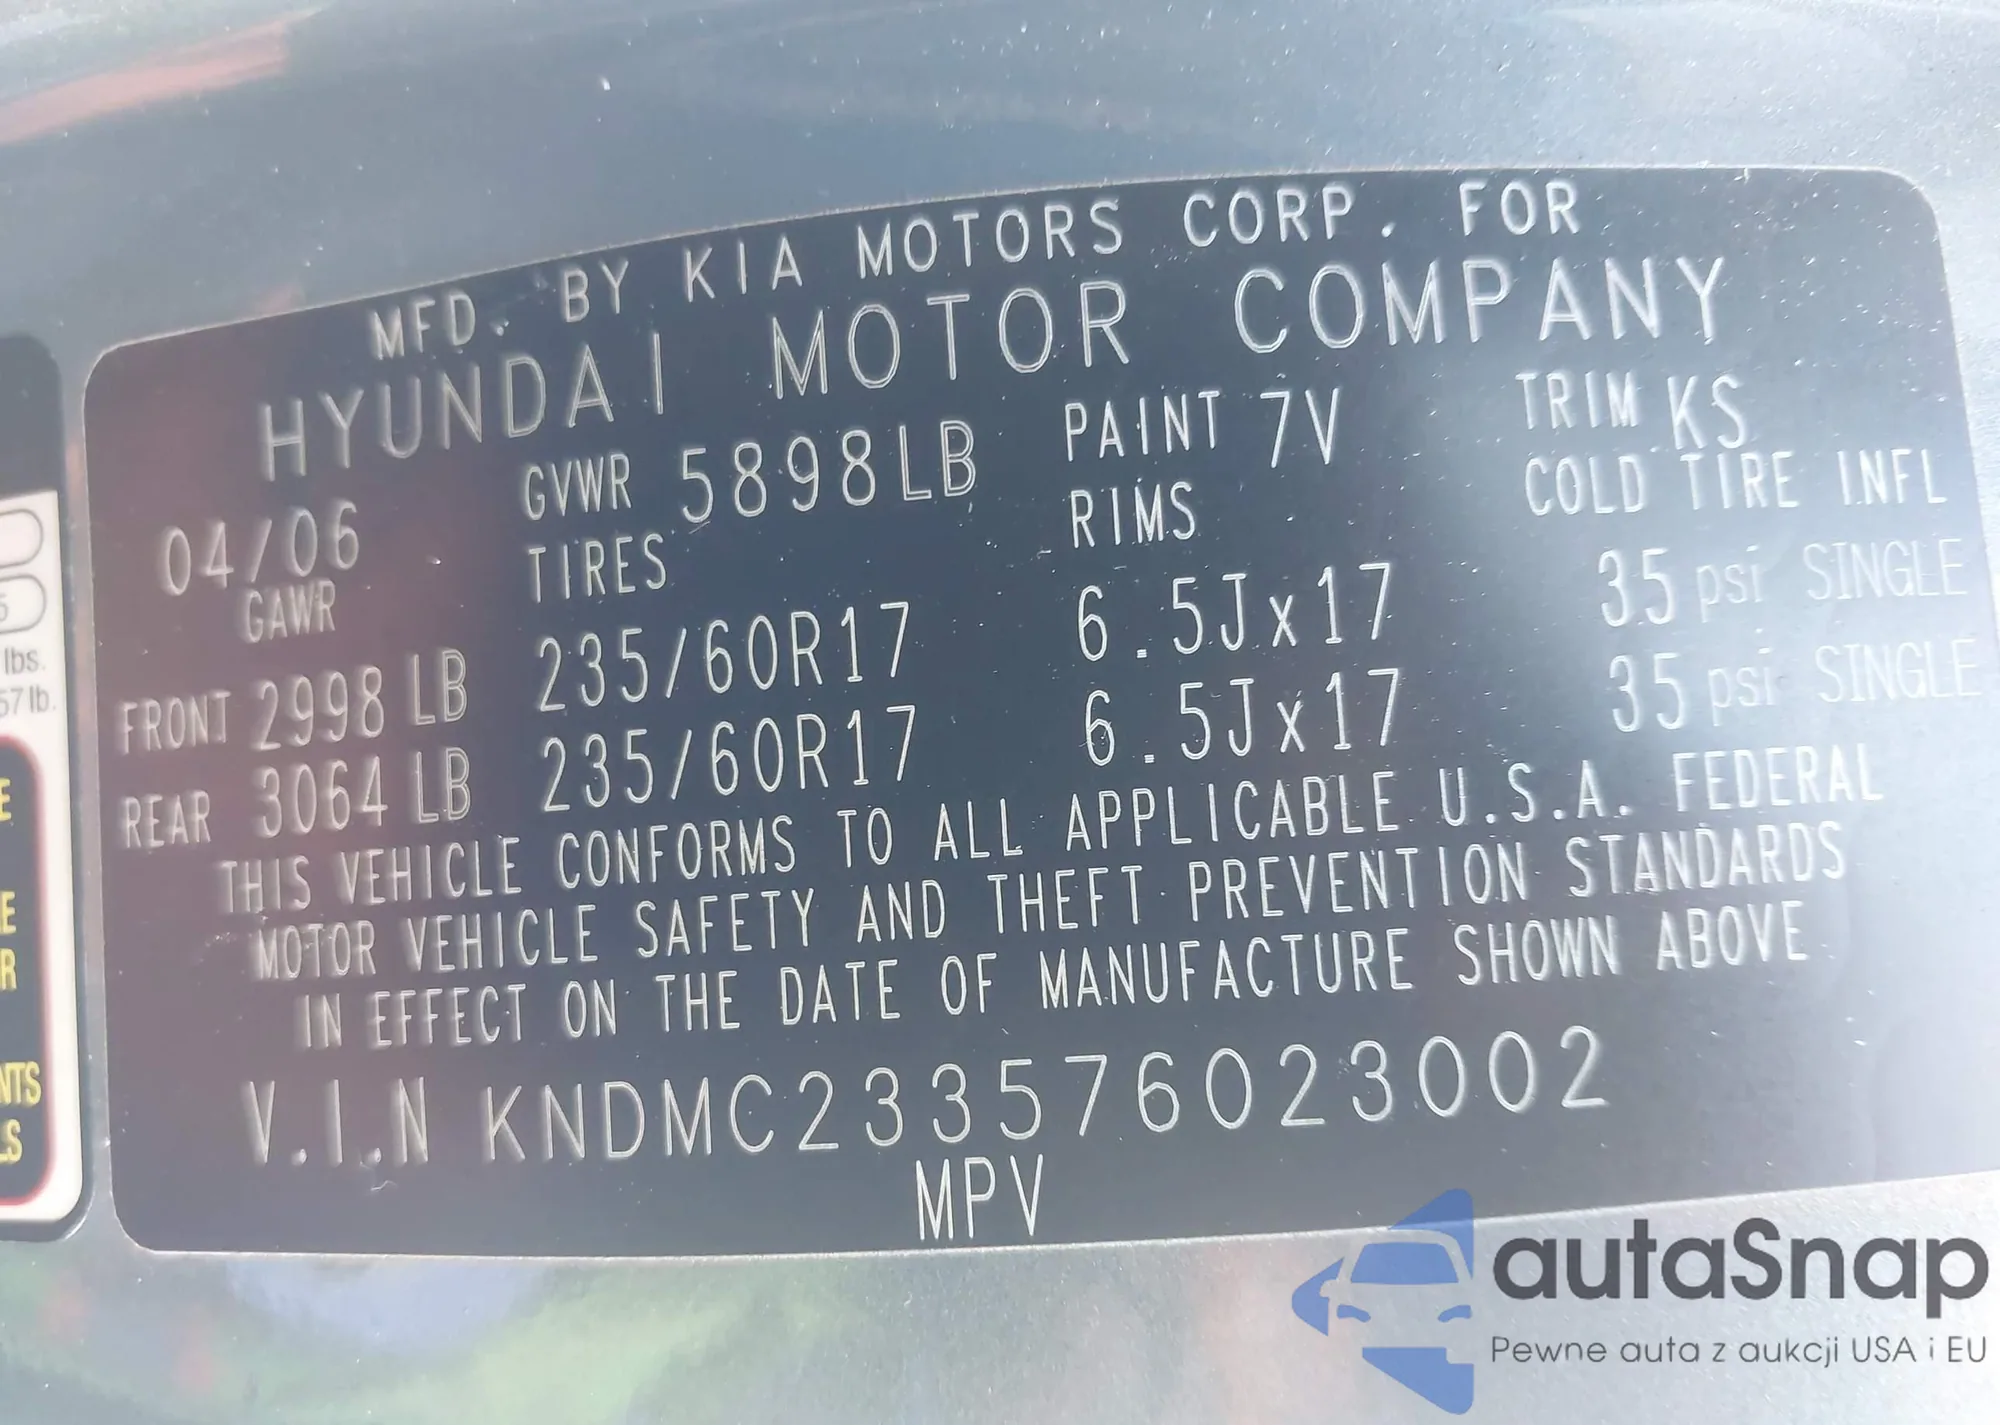 MFD. BY KIA MOTORS CORP. FOR
HYUNDAI MOTOR COMPANY
04/06 GVWR 5898LB PAINT 7V TRIM KS
GAWR TIRES RIMS COLD TIRE INFL
FRONT 2998 LB 235/60R17 6.5Jx17 35 psi SINGLE
REAR 3064 LB 235/60R17 6.5Jx17 35 psi SINGLE
THIS VEHICLE CONFORMS TO ALL APPLICABLE U.S.A. FEDERAL
MOTOR VEHICLE SAFETY AND THEFT PREVENTION STANDARDS
IN EFFECT ON THE DATE OF MANUFACTURE SHOWN ABOVE
V.I.N KNDMC233576023002
MPV
lbs.
57 lb.
autaSnap
Pewne auta z aukcji USA i EU